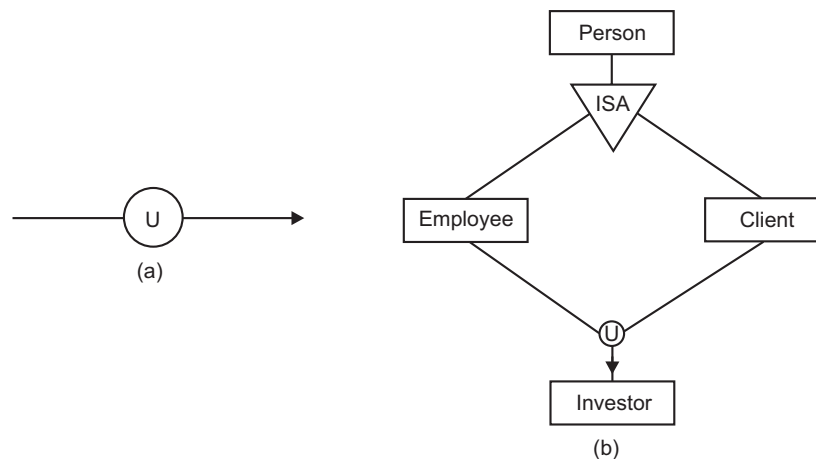 U
(a)
Person
ISA
Employee
Client
U
Investor
(b)